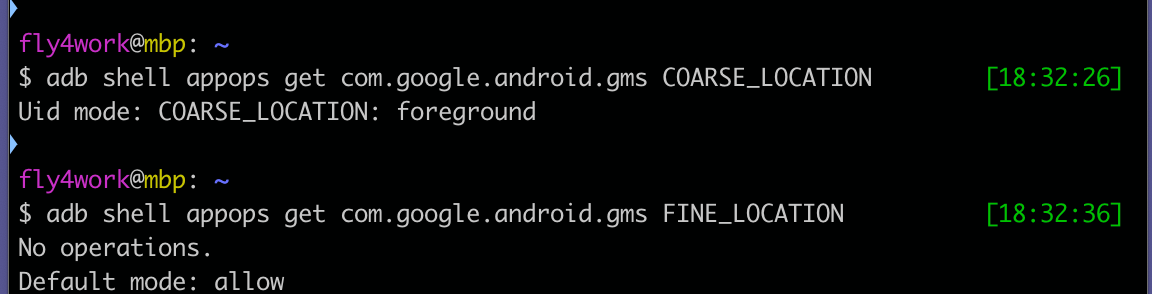 fly4work@mbp: ~
$ adb shell appops get com.google.android.gms COARSE_LOCATION [18:32:26]
Uid mode: COARSE_LOCATION: foreground
fly4work@mbp: ~
$ adb shell appops get com.google.android.gms FINE_LOCATION [18:32:36]
No operations.
Default mode: allow